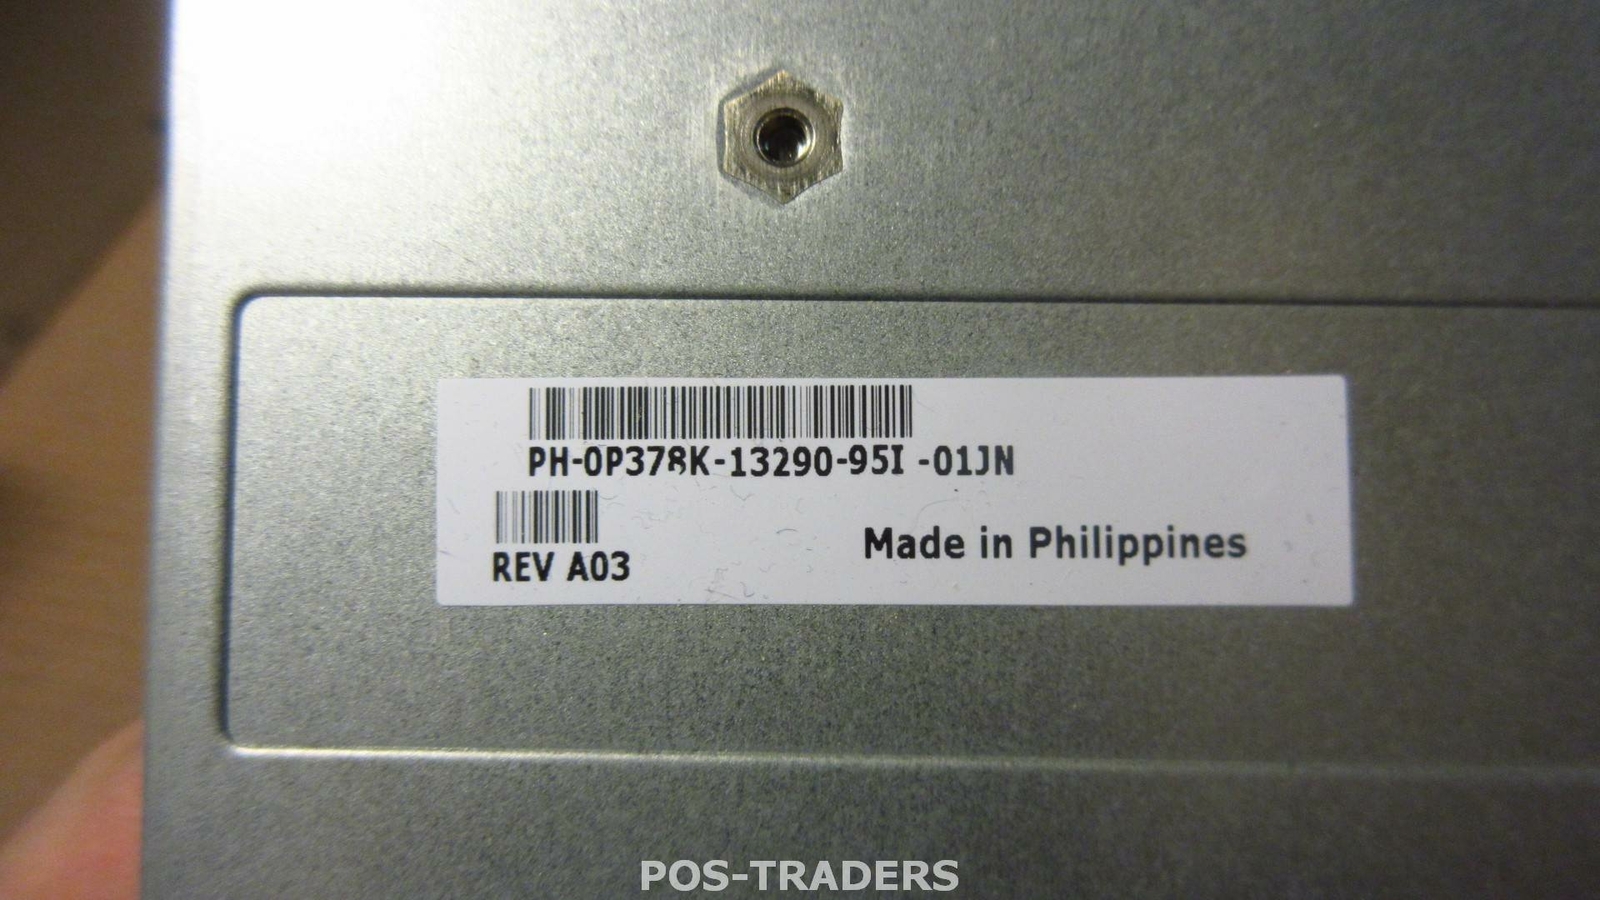 PH-0P378K-13290-95I -01JN
REV A03
Made in Philippines
POS-TRADERS